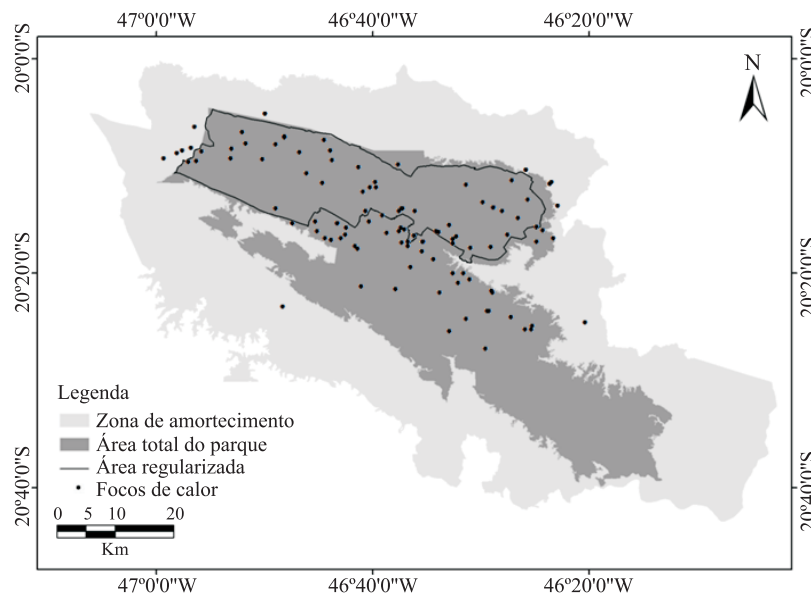 47º0'0"W 46º40'0"W 46º20'0"W
20º0'0"S
20º0'0"S
N
20º20'0"S
20º20'0"S
Legenda
Zona de amortecimento
Área total do parque
Área regularizada
Focos de calor
0 5 10 20
Km
20º40'0"S
20º40'0"S
47º0'0"W 46º40'0"W 46º20'0"W